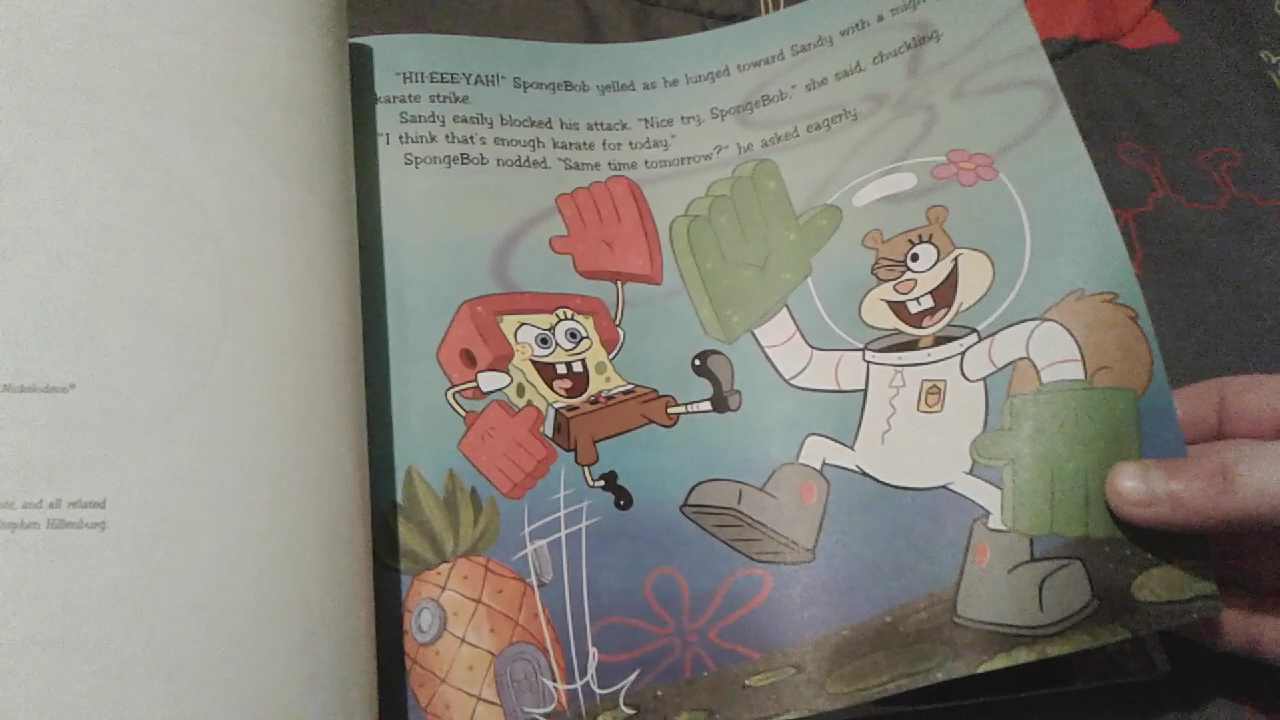 Nickelodeon®
and all related
Stephen Hillenburg.
"HII-EEE-YAH!" SpongeBob yelled as he lunged toward Sandy with a
karate strike.
Sandy easily blocked his attack. "Nice try, SpongeBob," she said, chuckling.
"I think that's enough karate for today."
SpongeBob nodded. "Same time tomorrow?" he asked eagerly.